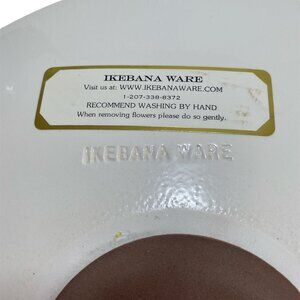 IKEBANA WARE
Visit us at: WWW.IKEBANAWARE.COM
1-207-338-8372
RECOMMEND WASHING BY HAND
When removing flowers please do so gently.
IKEBANA WARE